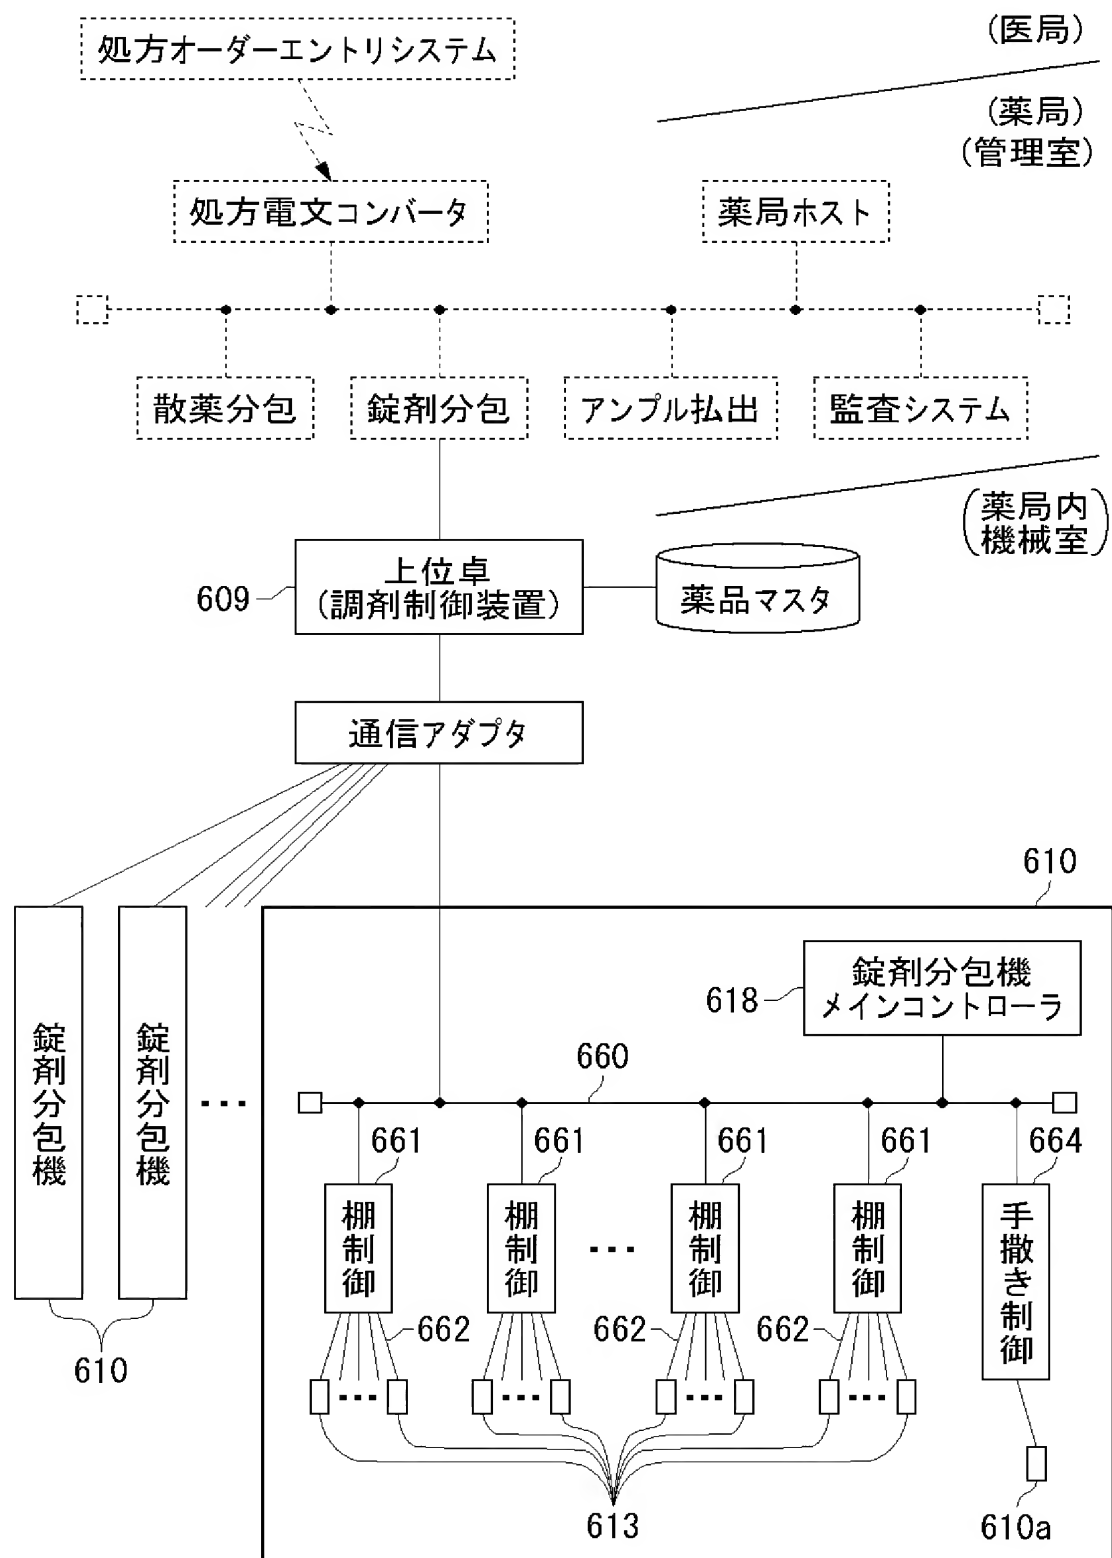 処方オーダーエントリシステム
(医局)
(薬局)
(管理室)
処方電文コンバータ
薬局ホスト
散薬分包
錠剤分包
アンプル払出
監査システム
(薬局内
機械室)
609
上位卓
(調剤制御装置)
薬品マスタ
通信アダプタ
610
錠剤分包機
錠剤分包機
...
618
錠剤分包機
メインコントローラ
660
661
661
661
661
664
棚制御
棚制御
...
棚制御
棚制御
手撒き制御
662
662
662
...
...
...
...
610
613
610a